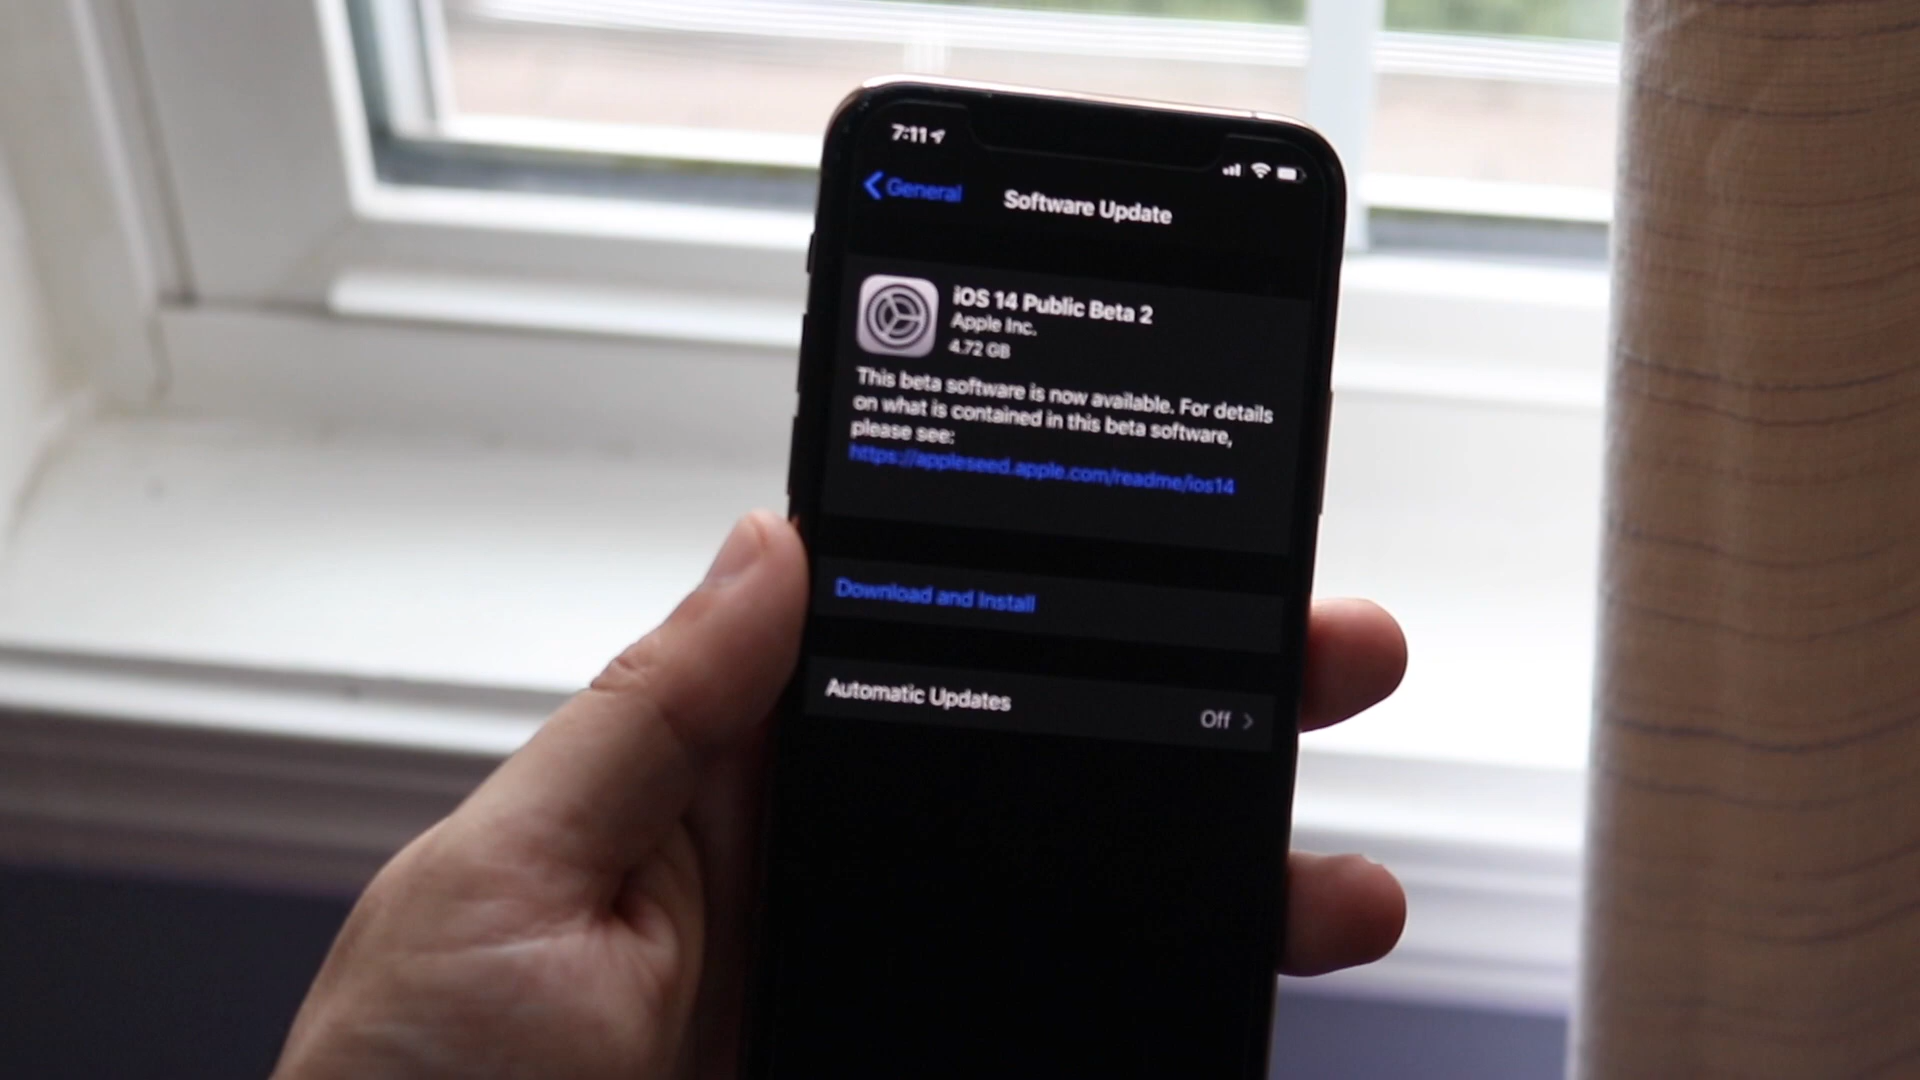 7:11
General
Software Update
iOS 14 Public Beta 2
Apple Inc.
4.72 GB
This beta software is now available. For details
on what is contained in this beta software,
please see:
https://appleseed.apple.com/readme/ios14
Download and Install
Automatic Updates
Off